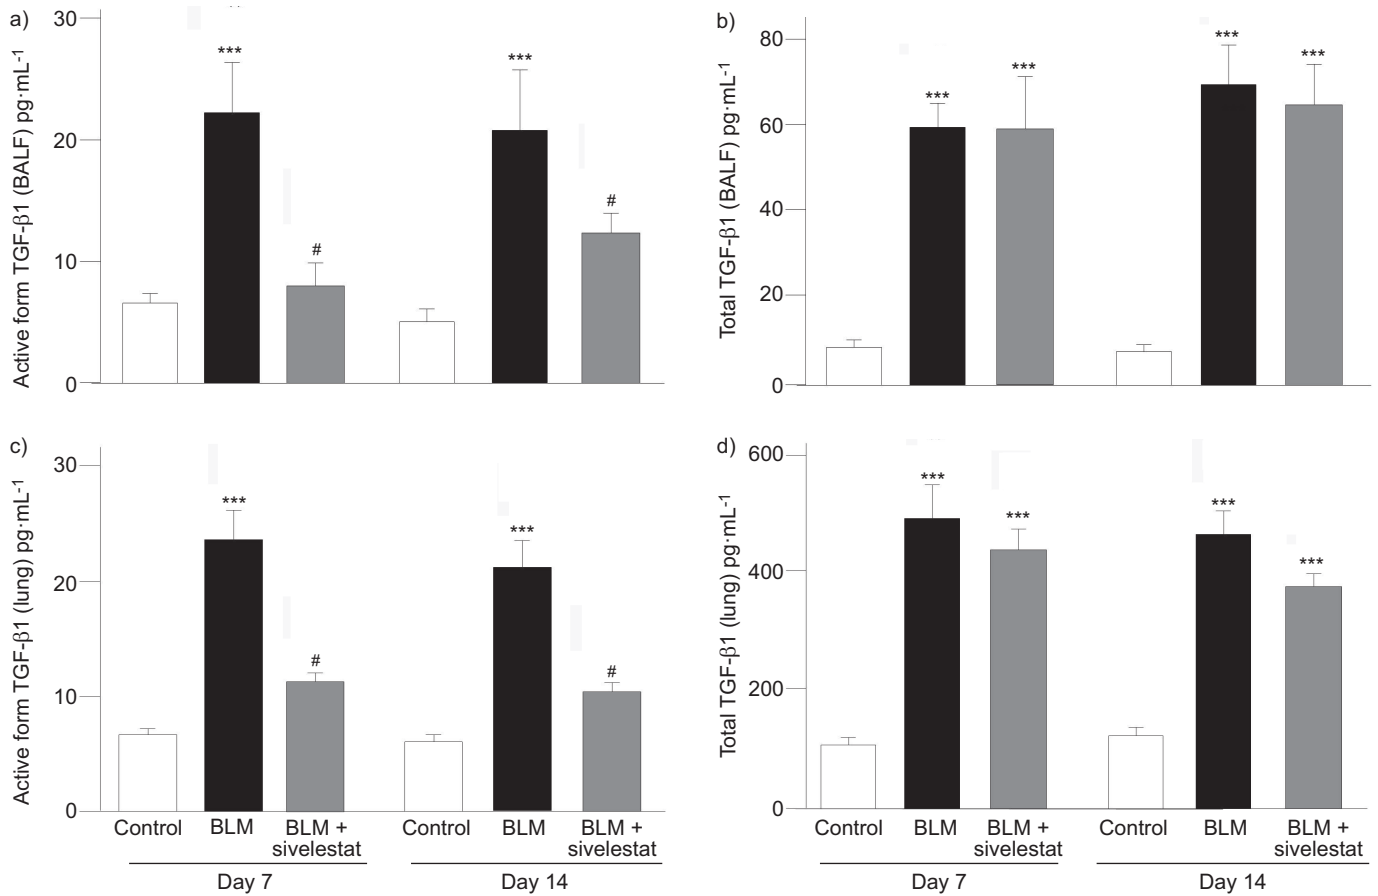 a)
Active form TGF-β1 (BALF) pg·mL-1
30
20
10
0
***
#
***
#
b)
Total TGF-β1 (BALF) pg·mL-1
80
60
40
20
0
***
***
***
***
c)
Active form TGF-β1 (lung) pg·mL-1
30
20
10
0
***
#
***
#
Control
BLM
BLM +
sivelestat
Control
BLM
BLM +
sivelestat
Day 7
Day 14
d)
Total TGF-β1 (lung) pg·mL-1
600
400
200
0
***
***
***
***
Control
BLM
BLM +
sivelestat
Control
BLM
BLM +
sivelestat
Day 7
Day 14